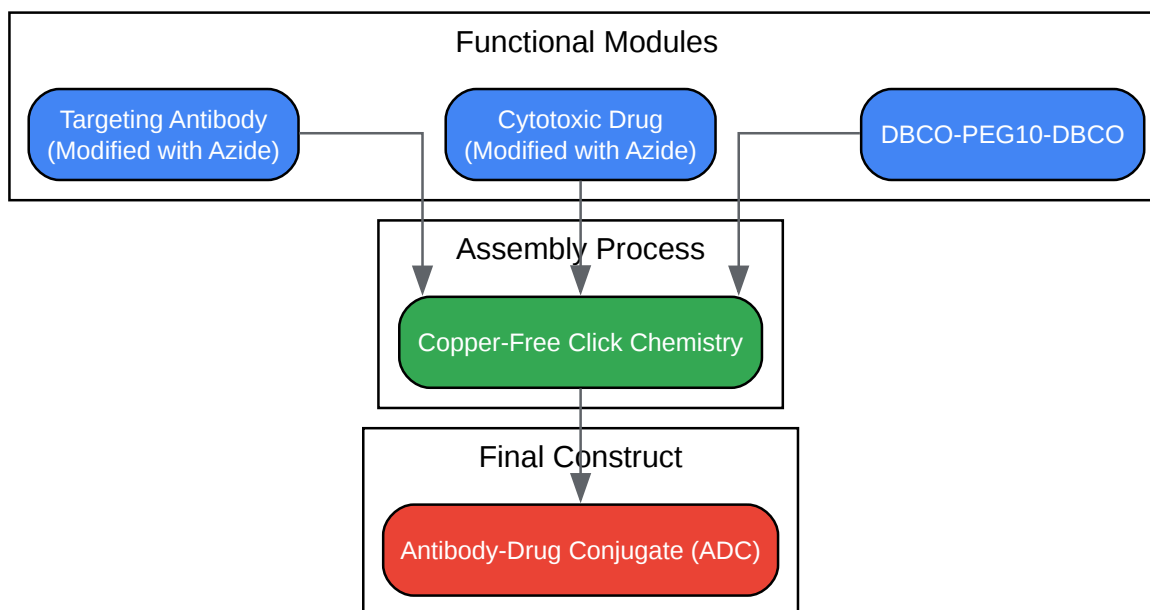 Functional Modules
Targeting Antibody
(Modified with Azide)
Cytotoxic Drug
(Modified with Azide)
DBCO-PEG10-DBCO
Assembly Process
Copper-Free Click Chemistry
Final Construct
Antibody-Drug Conjugate (ADC)